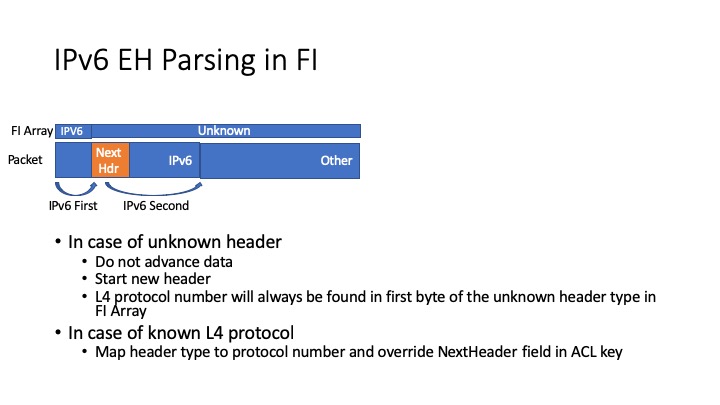 IPv6 EH Parsing in FI
FI Array IPV6 Unknown
Packet Next Hdr IPv6 Other
IPv6 First IPv6 Second
• In case of unknown header
• Do not advance data
• Start new header
• L4 protocol number will always be found in first byte of the unknown header type in
FI Array
• In case of known L4 protocol
• Map header type to protocol number and override NextHeader field in ACL key